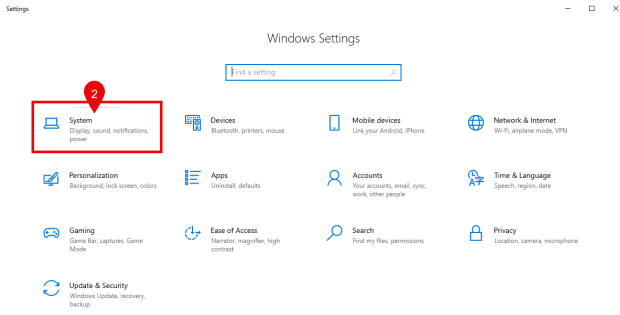 Settings
Windows Settings
Find a setting
2
System
Display, sound, notifications,
power
Devices
Bluetooth, printers, mouse
Mobile devices
Link your Android, iPhone
Network & Internet
Wi-Fi, airplane mode, VPN
Personalization
Background, lock screen, colors
Apps
Uninstall, defaults
Accounts
Your accounts, email, sync,
work, other people
Time & Language
Speech, region, date
Gaming
Game Bar, captures, Game
Mode
Ease of Access
Narrator, magnifier, high
contrast
Search
Find my files, permissions
Privacy
Location, camera, microphone
Update & Security
Windows Update, recovery,
backup